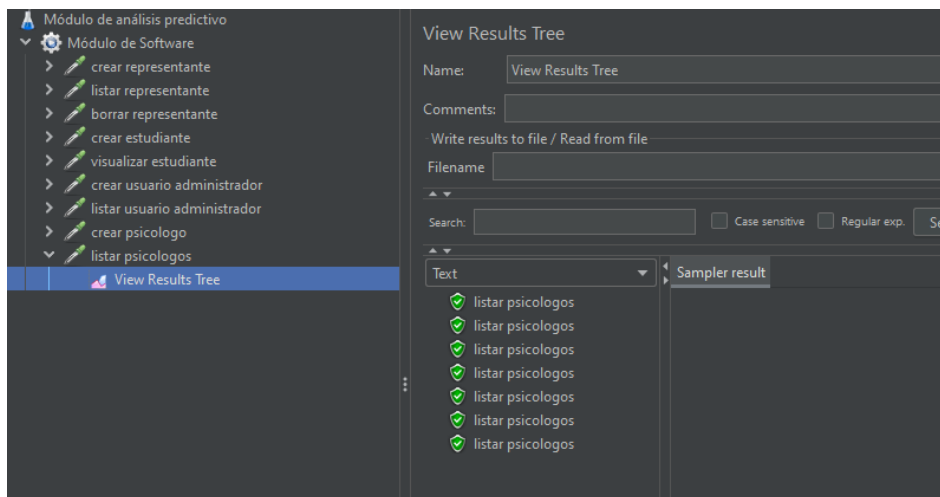 Módulo de análisis predictivo
Módulo de Software
crear representante
listar representante
borrar representante
crear estudiante
visualizar estudiante
crear usuario administrador
listar usuario administrador
crear psicologo
listar psicologos
View Results Tree
View Results Tree
Name: View Results Tree
Comments:
Write results to file / Read from file
Filename
Search: Case sensitive Regular exp. Se
Text Sampler result
listar psicologos
listar psicologos
listar psicologos
listar psicologos
listar psicologos
listar psicologos
listar psicologos